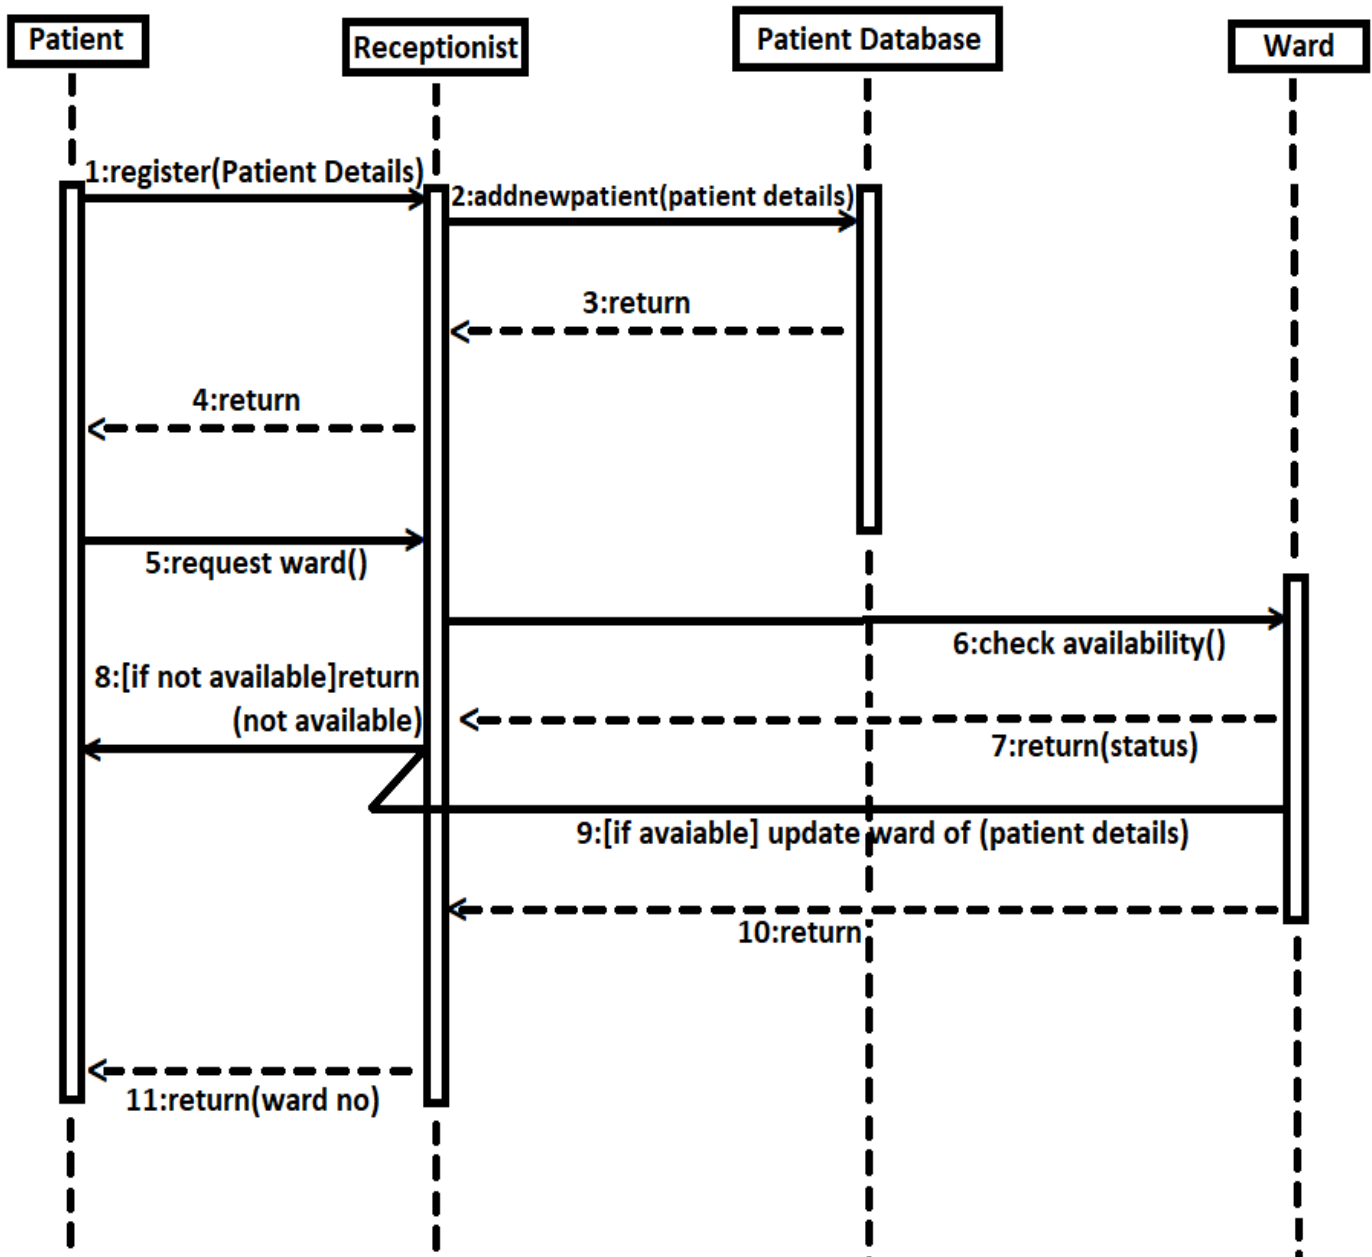 Patient
Receptionist
Patient Database
Ward
1:register(Patient Details)
2:addnewpatient(patient details)
3:return
4:return
5:request ward()
6:check availability()
8:[if not available]return
(not available)
7:return(status)
9:[if avaiable] update ward of (patient details)
10:return
11:return(ward no)